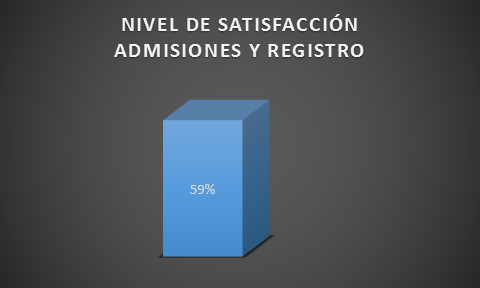 NIVEL DE SATISFACCIÓN
ADMISIONES Y REGISTRO
59%